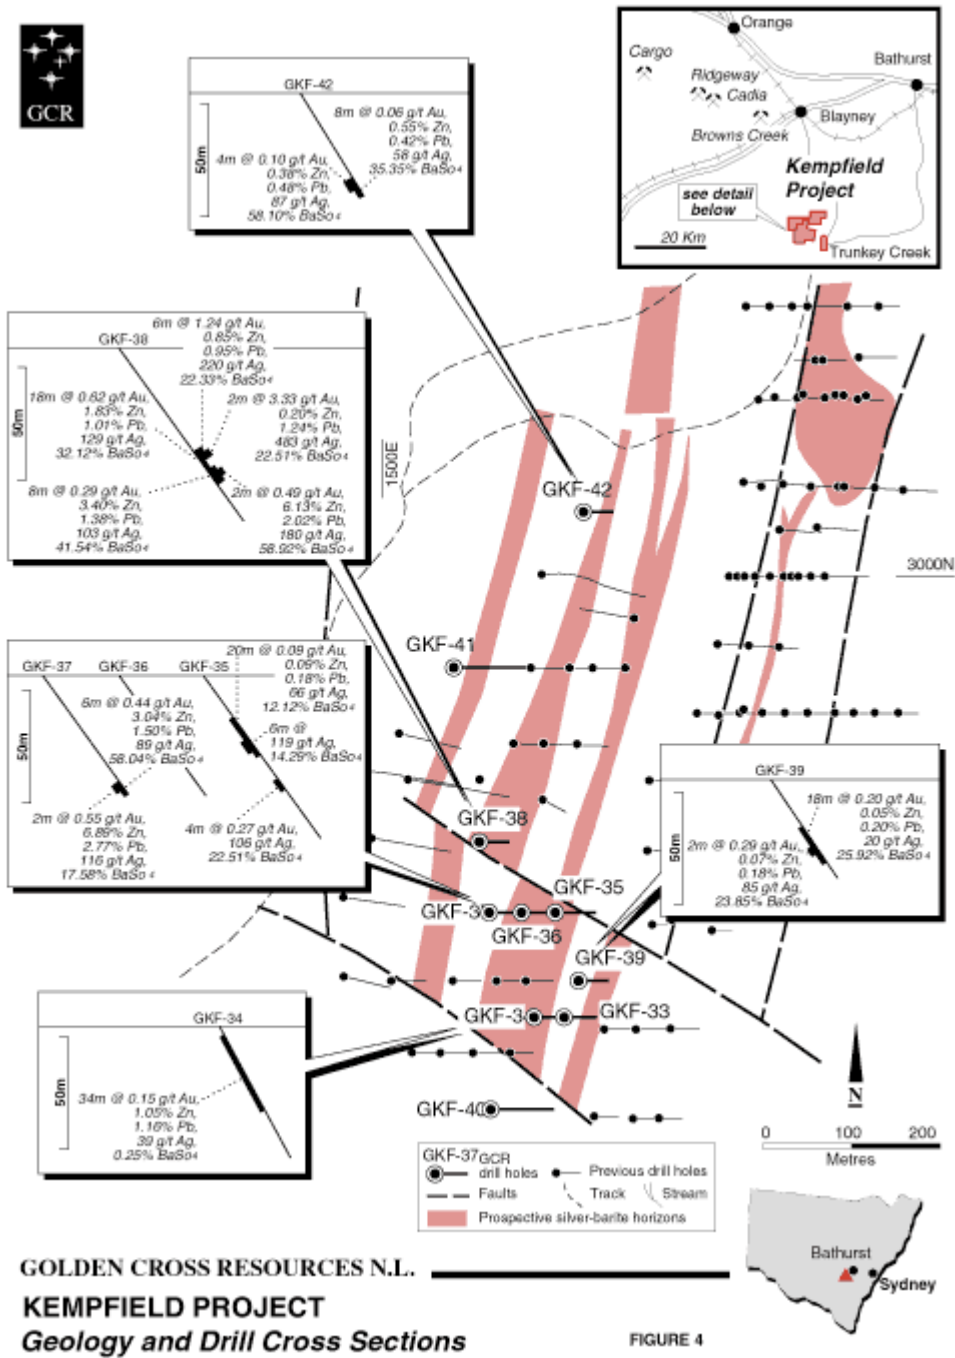 GCR
GKF-42
50m
8m @ 0.06 g/t Au,
0.55% Zn,
0.42% Pb,
58 g/t Ag,
35.35% BaSo4
4m @ 0.10 g/t Au,
0.38% Zn,
0.48% Pb,
87 g/t Ag,
58.10% BaSo4
Orange
Cargo
Bathurst
Ridgeway
Cadia
Blayney
Browns Creek
Kempfield
Project
see detail
below
20 Km
Trunkey Creek
GKF-38
50m
6m @ 1.24 g/t Au,
0.85% Zn,
0.95% Pb,
220 g/t Ag,
22.33% BaSo4
18m @ 0.62 g/t Au,
1.83% Zn,
1.01% Pb,
129 g/t Ag,
32.12% BaSo4
2m @ 3.33 g/t Au,
0.20% Zn,
1.24% Pb,
483 g/t Ag,
22.51% BaSo4
8m @ 0.29 g/t Au,
3.40% Zn,
1.38% Pb,
103 g/t Ag,
41.54% BaSo4
2m @ 0.49 g/t Au,
6.13% Zn,
2.02% Pb,
180 g/t Ag,
58.92% BaSo4
1500E
GKF-42
3000N
GKF-41
GKF-37 GKF-36 GKF-35
50m
20m @ 0.09 g/t Au,
0.09% Zn,
0.18% Pb,
66 g/t Ag,
12.12% BaSo4
6m @ 0.44 g/t Au,
3.04% Zn,
1.50% Pb,
89 g/t Ag,
58.04% BaSo4
6m @
119 g/t Ag,
14.29% BaSo4
2m @ 0.55 g/t Au,
6.89% Zn,
2.77% Pb,
116 g/t Ag,
17.58% BaSo4
4m @ 0.27 g/t Au,
106 g/t Ag,
22.51% BaSo4
GKF-38
GKF-39
50m
18m @ 0.20 g/t Au,
0.05% Zn,
0.20% Pb,
20 g/t Ag,
25.92% BaSo4
2m @ 0.29 g/t Au,
0.07% Zn,
0.18% Pb,
85 g/t Ag,
23.85% BaSo4
GKF-35
GKF-3
GKF-36
GKF-39
GKF-3
GKF-33
GKF-34
50m
34m @ 0.15 g/t Au,
1.05% Zn,
1.16% Pb,
39 g/t Ag,
0.25% BaSo4
GKF-40
N
0 100 200
Metres
GKF-37 GCR
drill holes
Previous drill holes
Faults
Track
Stream
Prospective silver-barite horizons
Bathurst
Sydney
GOLDEN CROSS RESOURCES N.L.
KEMPFIELD PROJECT
Geology and Drill Cross Sections
FIGURE 4